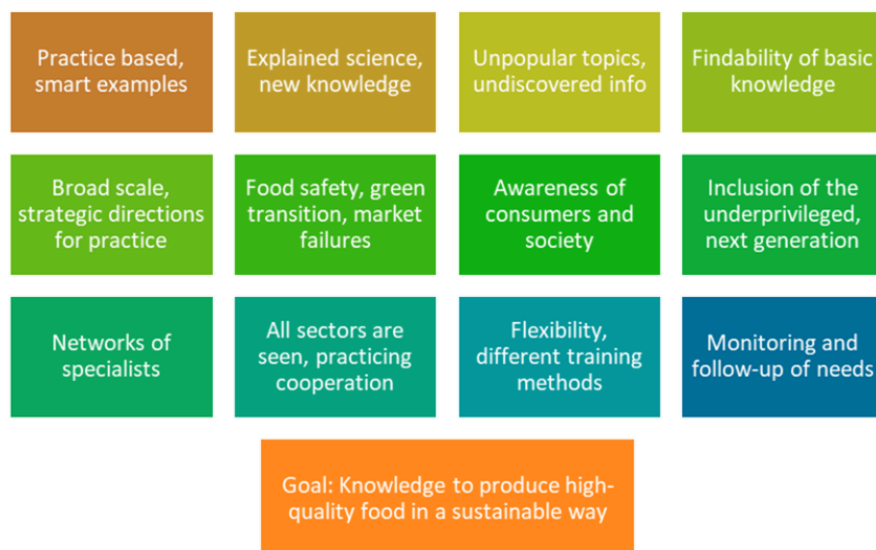 Practice based,
smart examples
Explained science,
new knowledge
Unpopular topics,
undiscovered info
Findability of basic
knowledge
Broad scale,
strategic directions
for practice
Food safety, green
transition, market
failures
Awareness of
consumers and
society
Inclusion of the
underprivileged,
next generation
Networks of
specialists
All sectors are
seen, practicing
cooperation
Flexibility,
different training
methods
Monitoring and
follow-up of needs
Goal: Knowledge to produce high-
quality food in a sustainable way